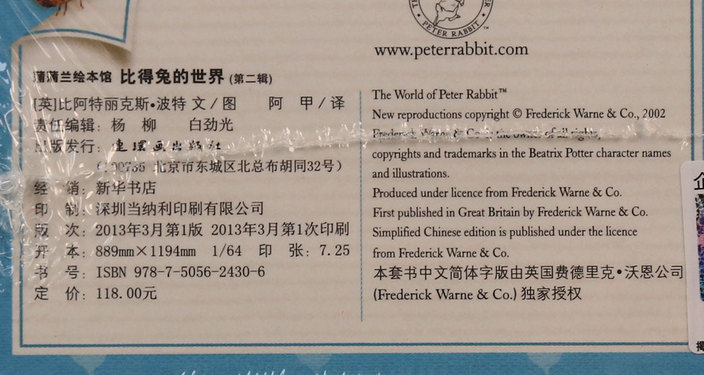 PETER RABBIT
www.peterrabbit.com
蒲蒲兰绘本馆 比得兔的世界 (第二辑)
[英]比阿特丽克斯·波特 文/图 阿 甲/译
责任编辑: 杨 柳 白劲光
出版发行: 连环画出版社
(100735 北京市东城区北总布胡同32号)
经 销: 新华书店
印 制: 深圳当纳利印刷有限公司
版 次: 2013年3月第1版 2013年3月第1次印刷
开 本: 889mm×1194mm 1/64 印 张: 7.25
书 号: ISBN 978-7-5056-2430-6
定 价: 118.00元
The World of Peter Rabbit™
New reproductions copyright © Frederick Warne & Co., 2002
Frederick Warne & Co. is the owner of all rights,
copyrights and trademarks in the Beatrix Potter character names
and illustrations.
Produced under licence from Frederick Warne & Co.
First published in Great Britain by Frederick Warne & Co.
Simplified Chinese edition is published under the licence
from Frederick Warne & Co.
本套书中文简体字版由英国费德里克·沃恩公司
(Frederick Warne & Co.) 独家授权